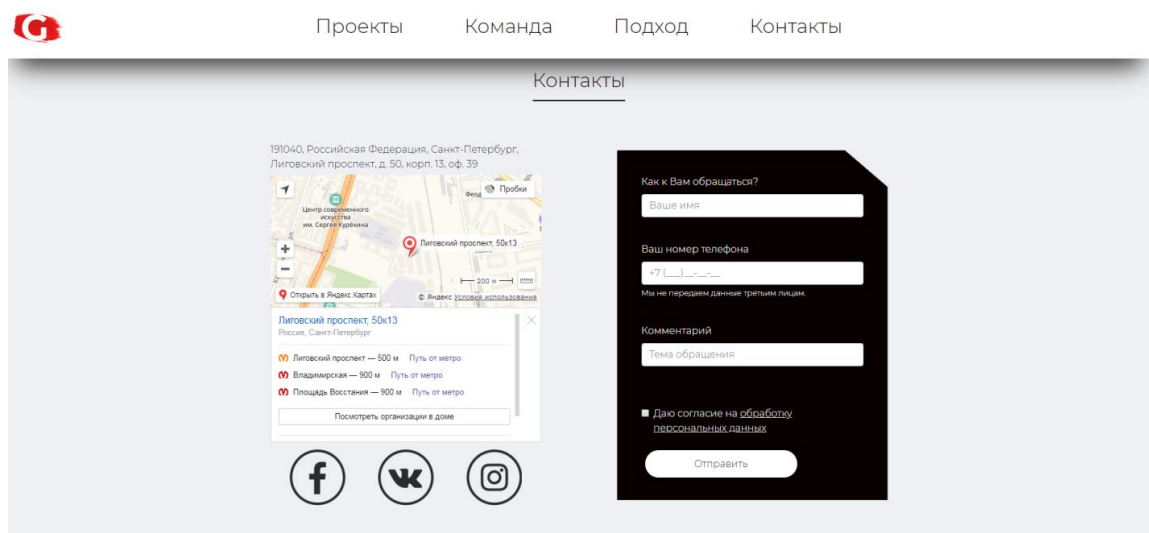 G
Проекты Команда Подход Контакты
Контакты
191040, Российская Федерация, Санкт-Петербург,
Лиговский проспект, д. 50, корп. 13, оф. 39
Феод
Пробки
Центр современного
искусства
им. Сергея Курёхина
Лиговский проспект, 50к13
200 м
Открыть в Яндекс.Картах
© Яндекс Условия использования
Лиговский проспект, 50к13
Россия, Санкт-Петербург
Лиговский проспект — 500 м Путь от метро
Владимирская — 900 м Путь от метро
Площадь Восстания — 900 м Путь от метро
Посмотреть организации в доме
Как к Вам обращаться?
Ваше имя
Ваш номер телефона
+7 (___)__-__-__
Мы не передаем данные третьим лицам.
Комментарий
Тема обращения
Даю согласие на обработку
персональных данных
Отправить